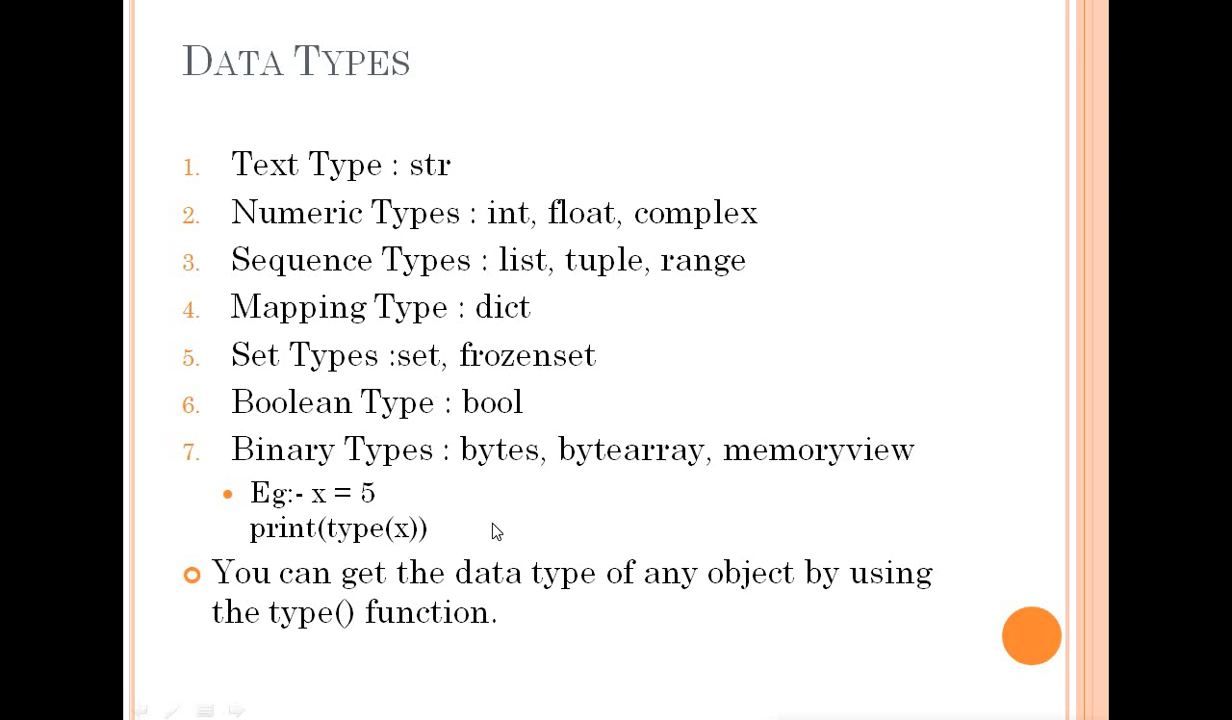 DATA TYPES
1. Text Type : str
2. Numeric Types : int, float, complex
3. Sequence Types : list, tuple, range
4. Mapping Type : dict
5. Set Types :set, frozenset
6. Boolean Type : bool
7. Binary Types : bytes, bytearray, memoryview
• Eg:- x = 5
print(type(x))
You can get the data type of any object by using
the type() function.